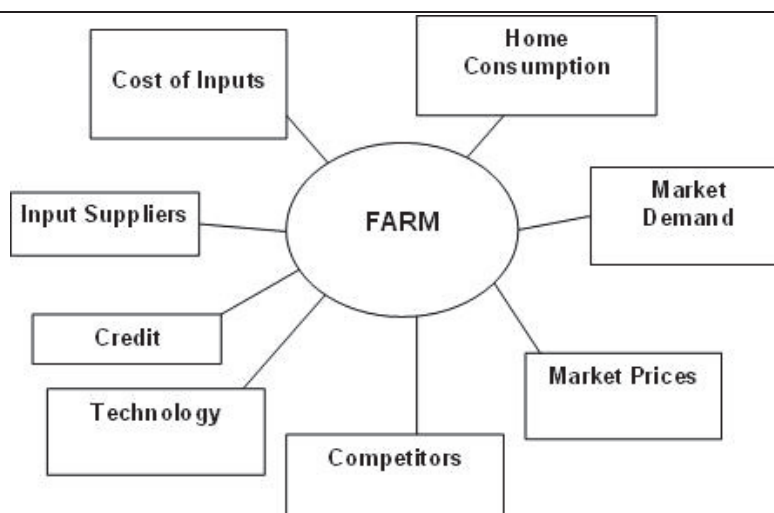 Home
Consumption
Cost of Inputs
Market
Demand
Input Suppliers
FARM
Credit
Market Prices
Technology
Competitors